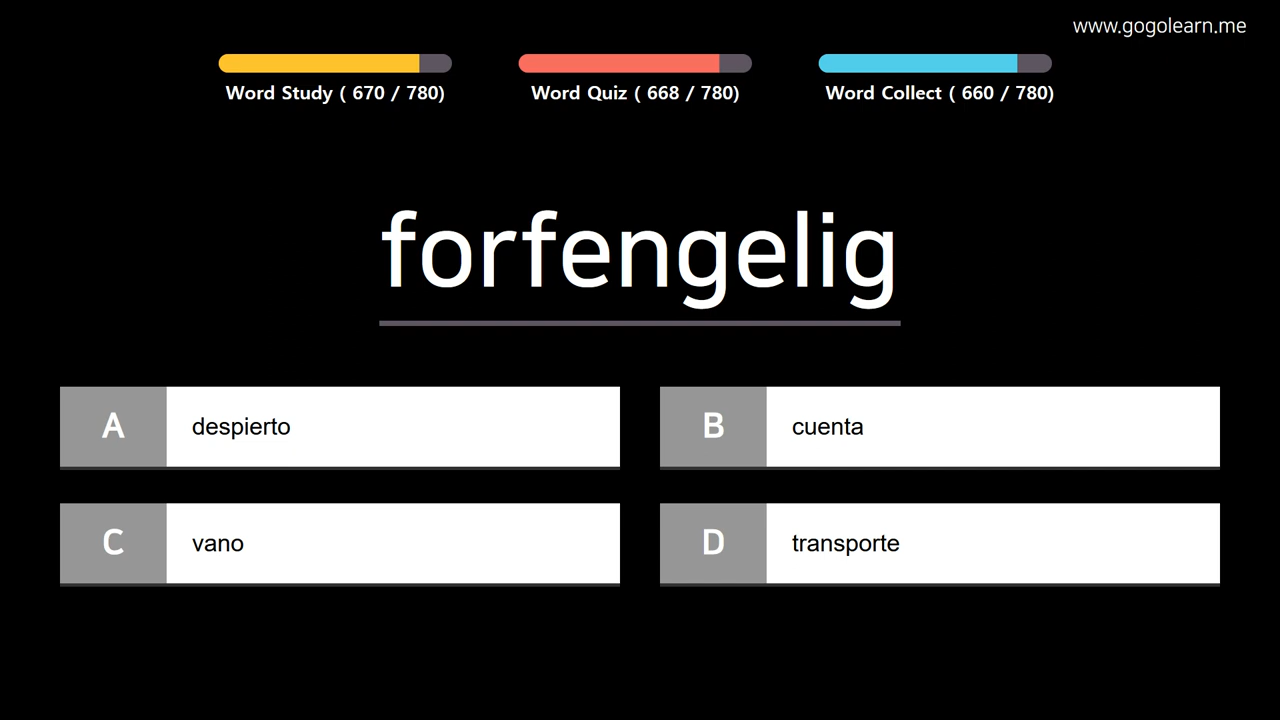 www.gogolearn.me
Word Study ( 670 / 780)
Word Quiz ( 668 / 780)
Word Collect ( 660 / 780)
forfengelig
A despierto
B cuenta
C vano
D transporte